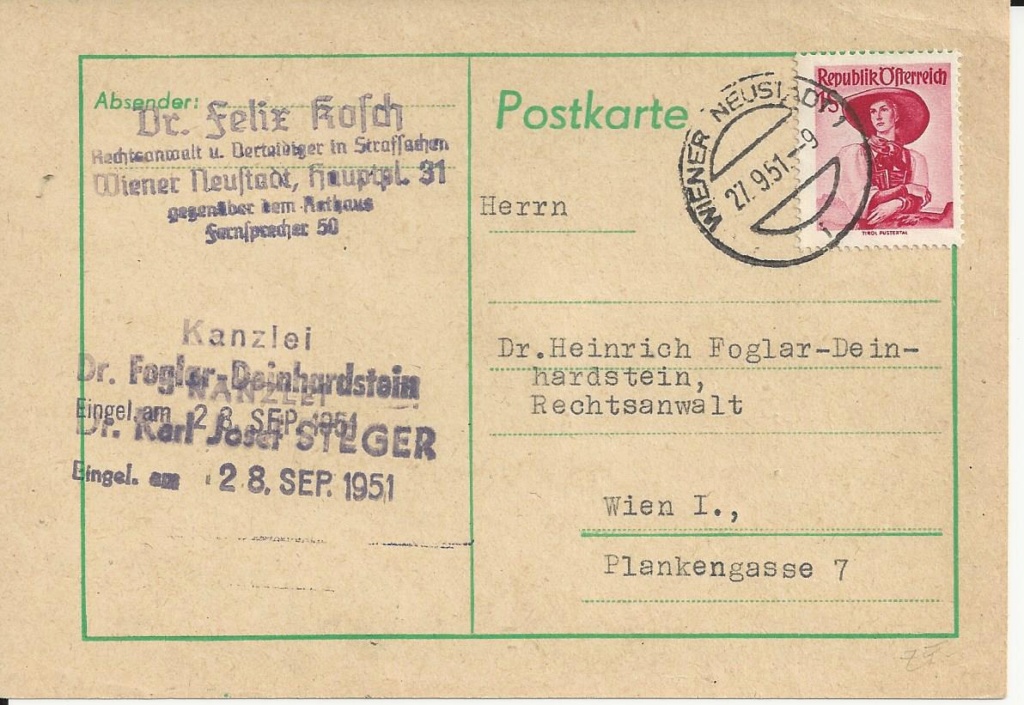 Absender:
Dr. Felix Kosch
Rechtsanwalt u. Verteidiger in Strafsachen
Wiener Neustadt, Hauptpl. 31
gegenüber dem Rathaus
Fernsprecher 50
Kanzlei
Dr. Foglar-Deinhardstein
KANZLEI
Eingel. am 28. SEP. 1951
Dr. Karl Josef STEGER
Eingel. am 28. SEP. 1951
Postkarte
WIENER NEUSTADT 1
27.9.51.-9
Republik Österreich
TIROL PUSTERTAL
Herrn
Dr.Heinrich Foglar-Dein-
hardstein,
Rechtsanwalt
Wien I.,
Plankengasse 7